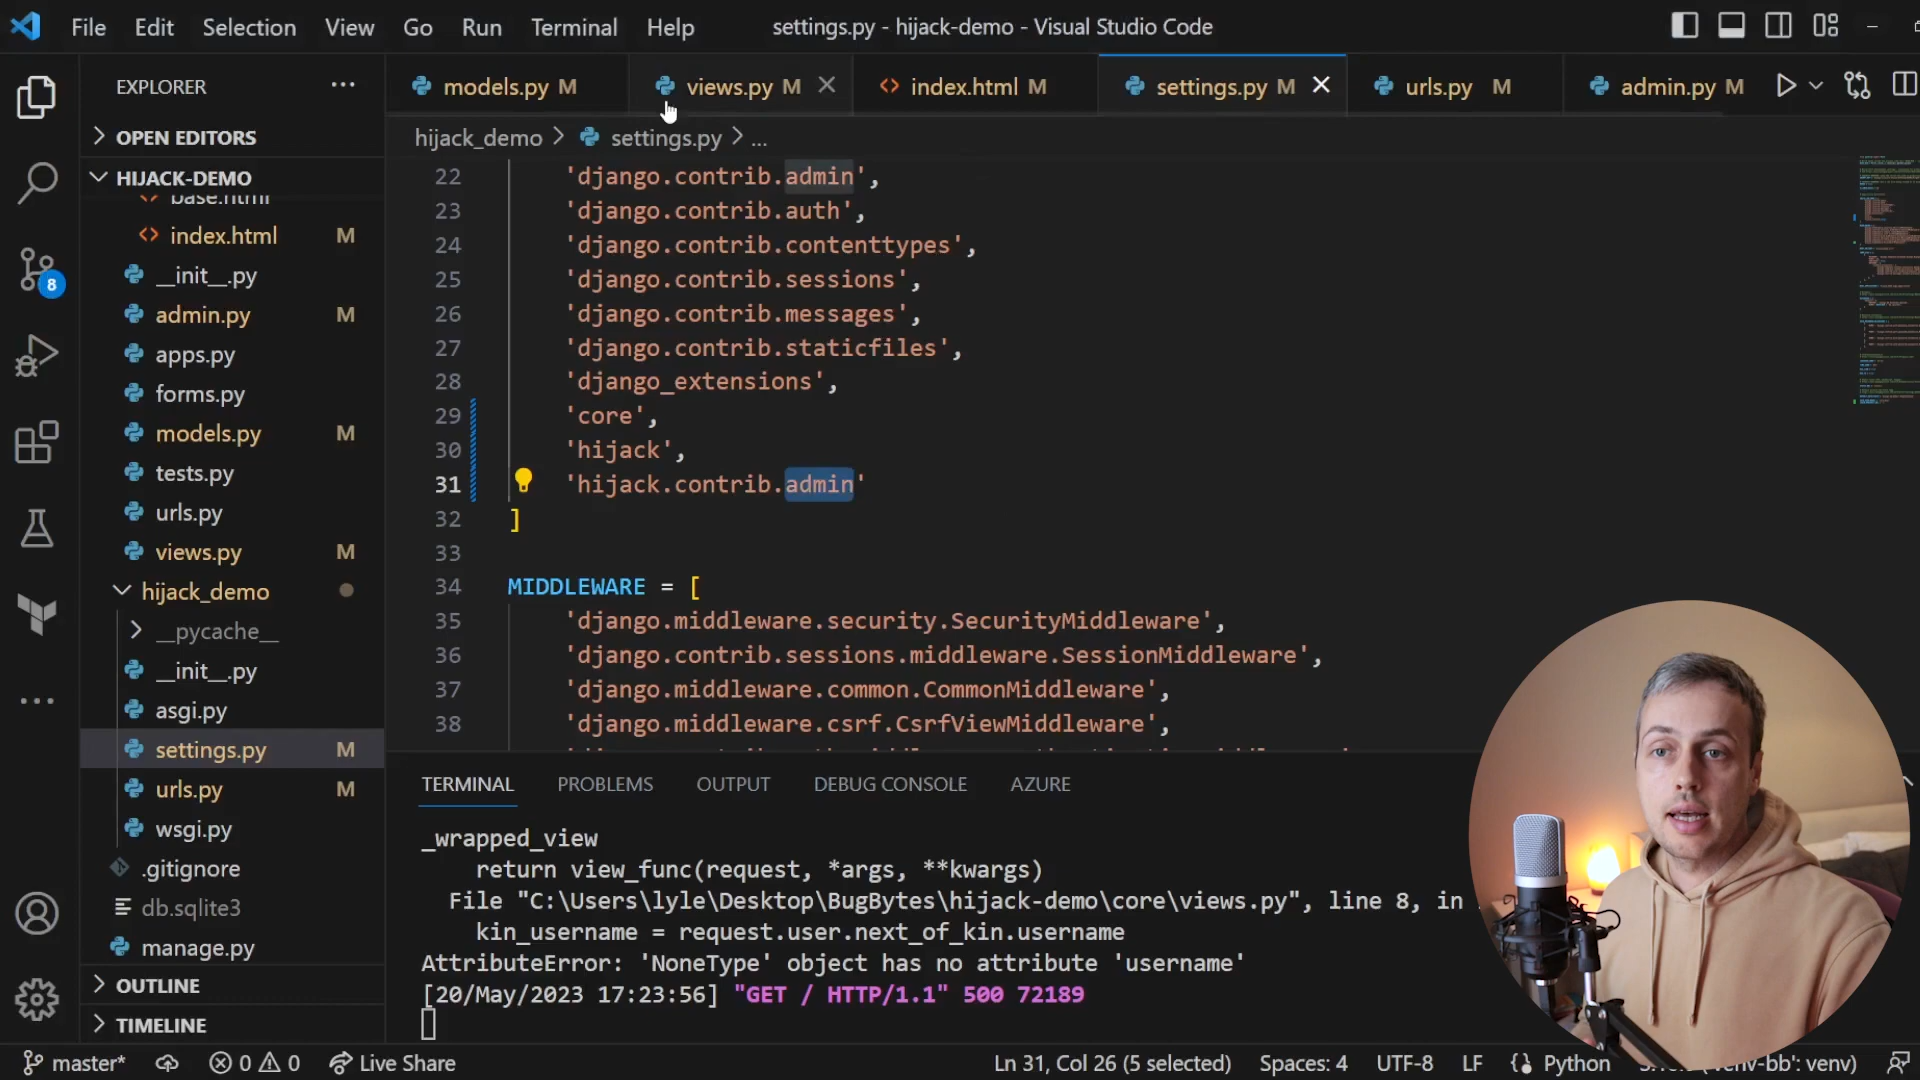 File Edit Selection View Go Run Terminal Help
settings.py - hijack-demo - Visual Studio Code
EXPLORER
OPEN EDITORS
HIJACK-DEMO
base.html
index.html M
__init__.py
admin.py M
apps.py
forms.py
models.py M
tests.py
urls.py
views.py M
hijack_demo
__pycache__
__init__.py
asgi.py
settings.py M
urls.py M
wsgi.py
.gitignore
db.sqlite3
manage.py
OUTLINE
TIMELINE
8
models.py M views.py M index.html M settings.py M urls.py M admin.py M
hijack_demo > settings.py > ...
22 'django.contrib.admin',
23 'django.contrib.auth',
24 'django.contrib.contenttypes',
25 'django.contrib.sessions',
26 'django.contrib.messages',
27 'django.contrib.staticfiles',
28 'django_extensions',
29 'core',
30 'hijack',
31 'hijack.contrib.admin'
32 ]
33
34 MIDDLEWARE = [
35 'django.middleware.security.SecurityMiddleware',
36 'django.contrib.sessions.middleware.SessionMiddleware',
37 'django.middleware.common.CommonMiddleware',
38 'django.middleware.csrf.CsrfViewMiddleware',
TERMINAL PROBLEMS OUTPUT DEBUG CONSOLE AZURE
_wrapped_view
return view_func(request, *args, **kwargs)
File "C:\Users\lyle\Desktop\BugBytes\hijack-demo\core\views.py", line 8, in
kin_username = request.user.next_of_kin.username
AttributeError: 'NoneType' object has no attribute 'username'
[20/May/2023 17:23:56] "GET / HTTP/1.1" 500 72189
master* 0 0 Live Share
Ln 31, Col 26 (5 selected) Spaces: 4 UTF-8 LF Python venv-bb': venv)